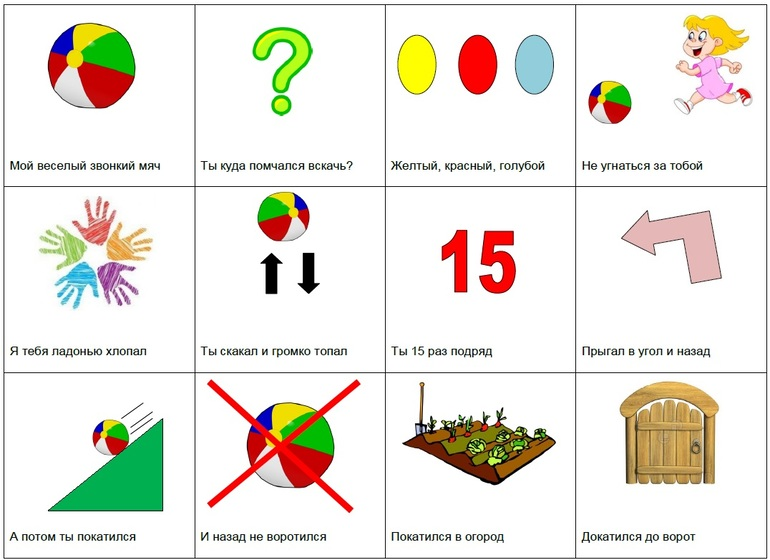 Мой веселый звонкий мяч
Ты куда помчался вскачь?
Желтый, красный, голубой
Не угнаться за тобой
15
Я тебя ладонью хлопал
Ты скакал и громко топал
Ты 15 раз подряд
Прыгал в угол и назад
А потом ты покатился
И назад не воротился
Покатился в огород
Докатился до ворот